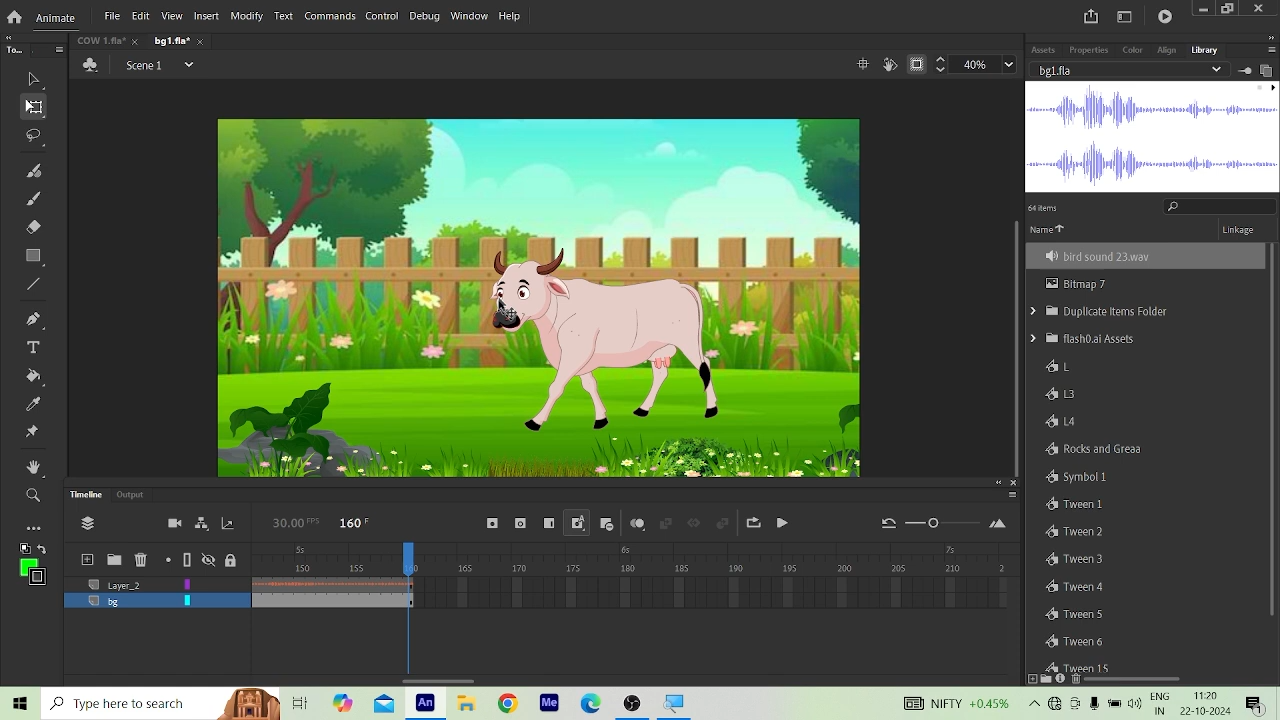 Modify Text Commands Control Debug Window Help
COW 1.fla* bg1.fla*
To...
Scene 1
40%
Assets Properties Color Align Library
bg1.fla
64 items
Name Linkage
bird sound 23.wav
Bitmap 7
Duplicate Items Folder
flash0.ai Assets
L
L3
L4
Rocks and Greaa
Symbol 1
Tween 1
Tween 2
Tween 3
Tween 4
Tween 5
Tween 6
Tween 15
Timeline Output
30.00 FPS 160 F
5s 6s 7s
150 155 160 165 170 175 180 185 190 195 200 205 210 2
Layer_2
bg
Type here to search
An
Me
NIFTY +0.45%
ENG
IN
11:20
22-10-2024